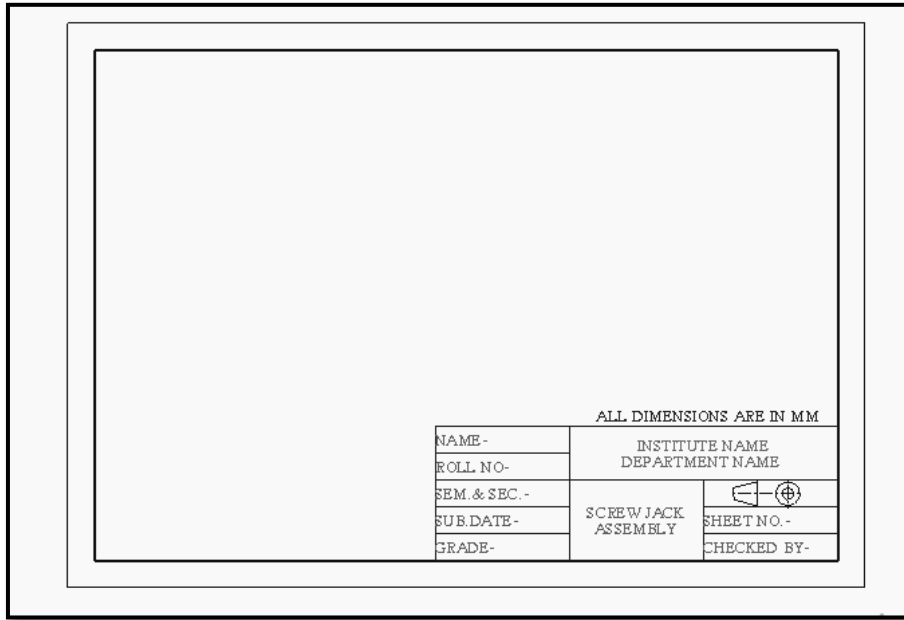 ALL DIMENSIONS ARE IN MM
NAME-
INSTITUTE NAME
DEPARTMENT NAME
ROLL NO-
SEM.& SEC.-
SCREW JACK
ASSEMBLY
SUB.DATE-
SHEET NO.-
GRADE-
CHECKED BY-